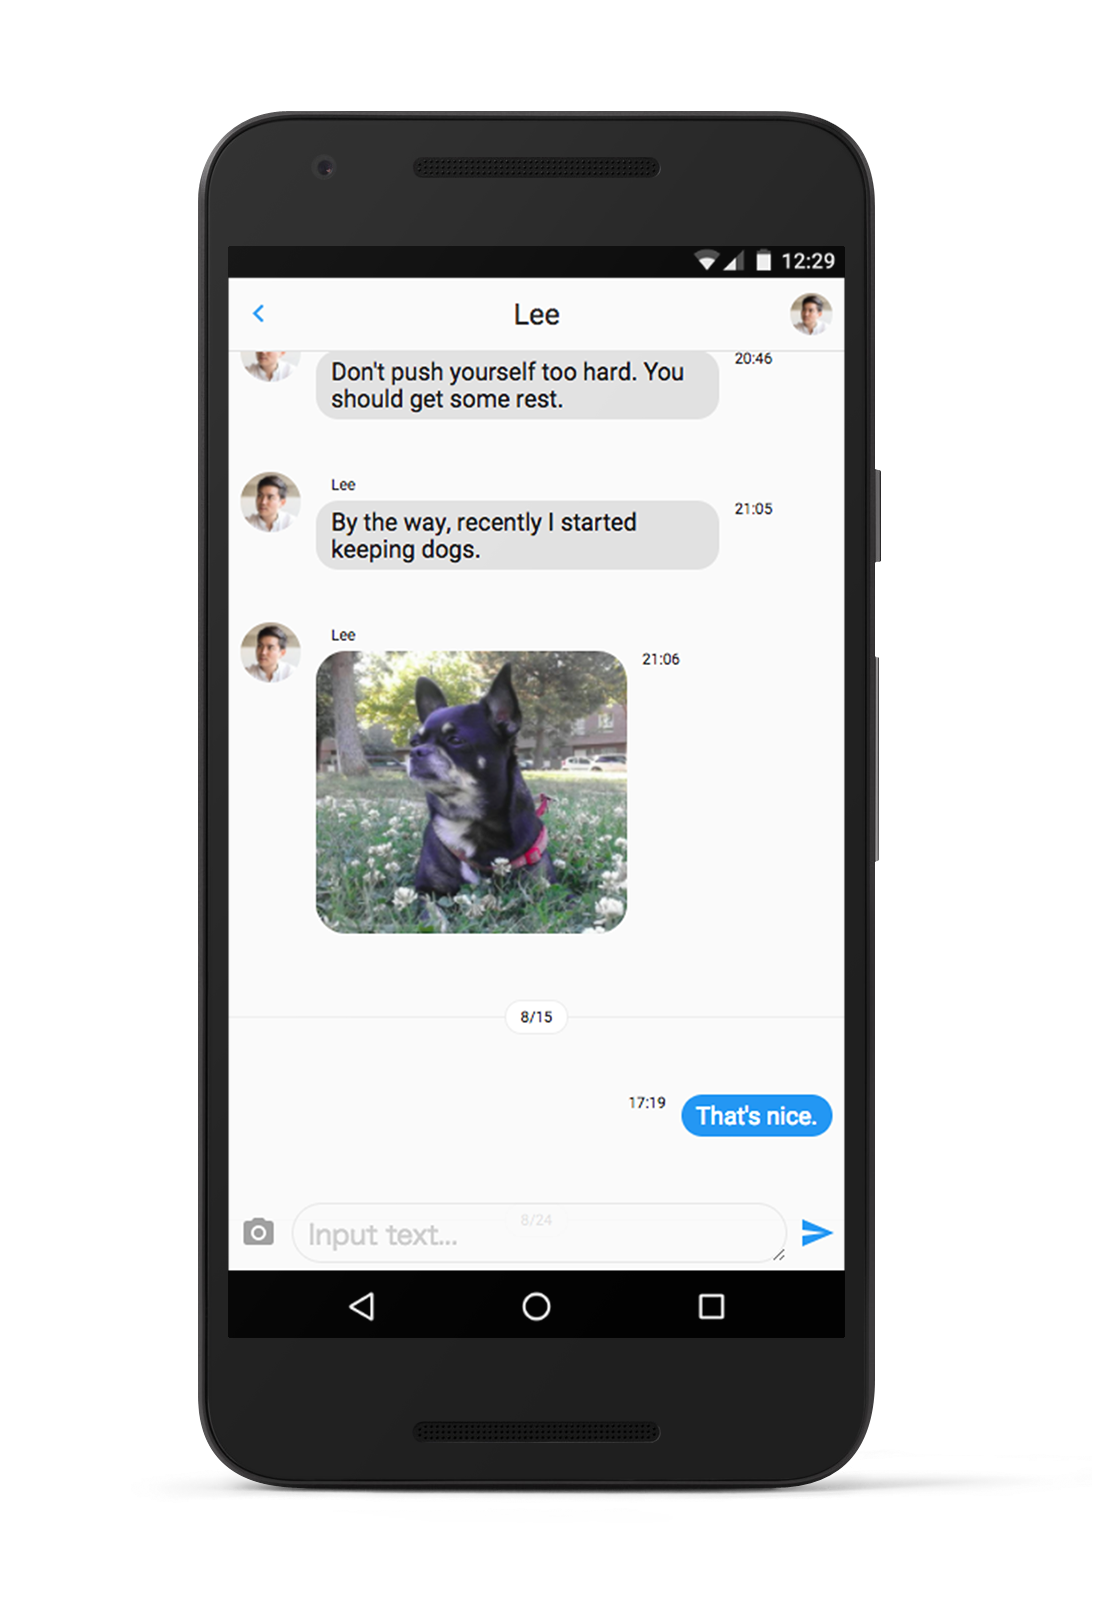 12:29
Lee
20:46
Don't push yourself too hard. You
should get some rest.
Lee
21:05
By the way, recently I started
keeping dogs.
Lee
21:06
8/15
17:19
That's nice.
8/24
Input text...